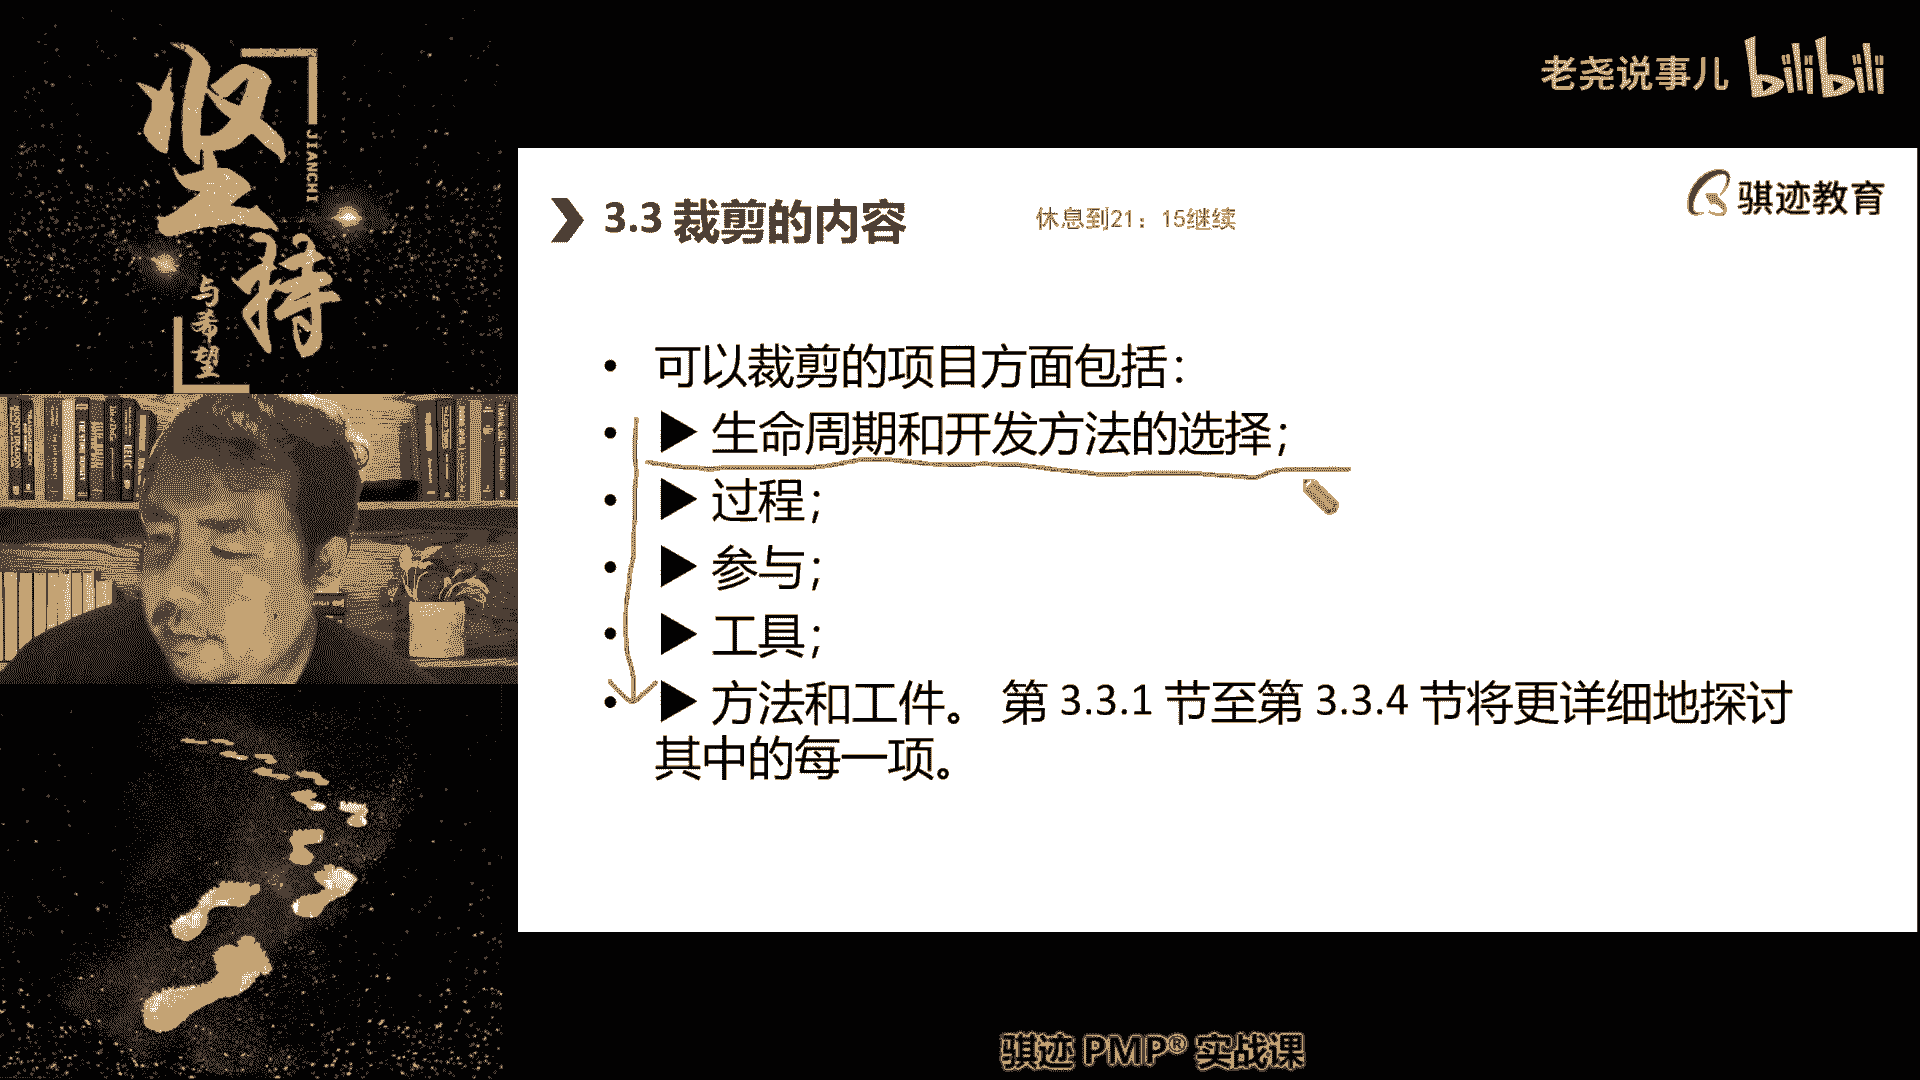 坚持
JIANCHI
与希望
老尧说事儿 bilibili
骐迹教育
3.3 裁剪的内容
休息到21：15继续
• 可以裁剪的项目方面包括：
• ▶ 生命周期和开发方法的选择；
• ▶ 过程；
• ▶ 参与；
• ▶ 工具；
• ▶ 方法和工件。 第 3.3.1 节至第 3.3.4 节将更详细地探讨
其中的每一项。
骐迹 PMP® 实战课